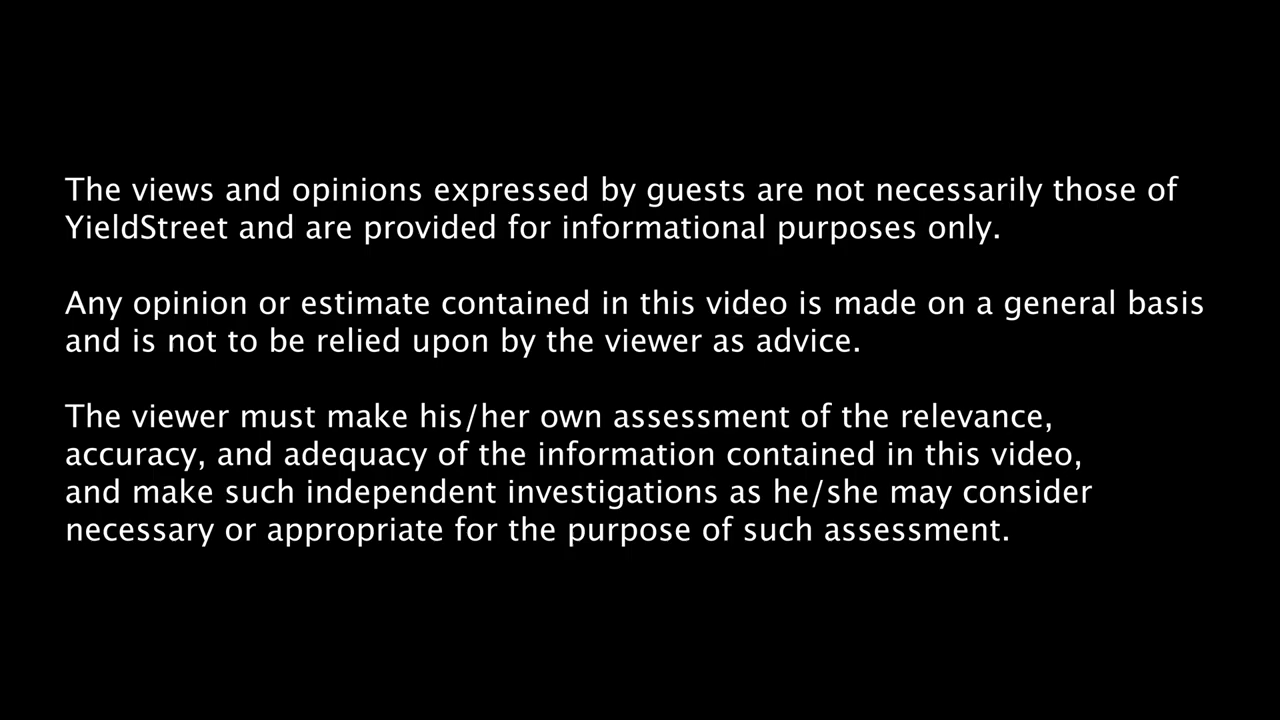 The views and opinions expressed by guests are not necessarily those of
YieldStreet and are provided for informational purposes only.
Any opinion or estimate contained in this video is made on a general basis
and is not to be relied upon by the viewer as advice.
The viewer must make his/her own assessment of the relevance,
accuracy, and adequacy of the information contained in this video,
and make such independent investigations as he/she may consider
necessary or appropriate for the purpose of such assessment.